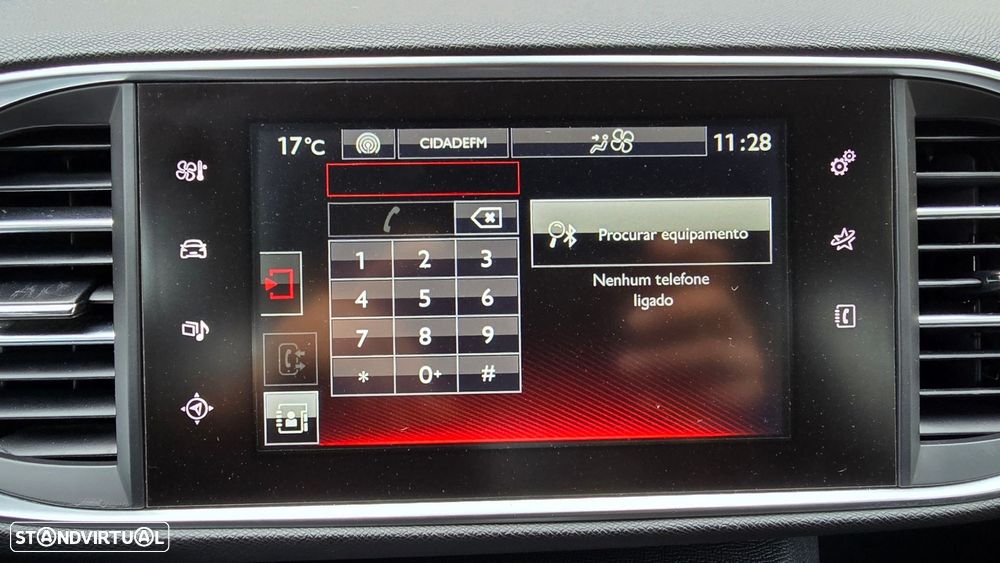 17°C CIDADEFM 11:28
Procurar equipamento
Nenhum telefone
ligado
1 2 3
4 5 6
7 8 9
* 0+ #
STANDVIRTUAL